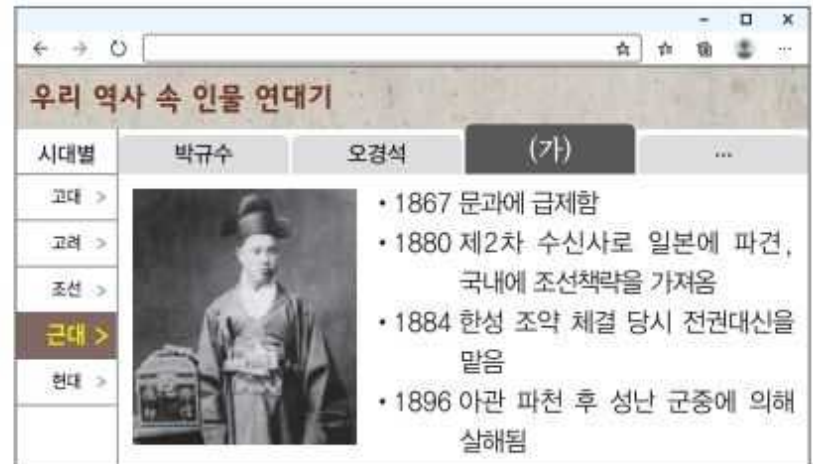 우리 역사 속 인물 연대기
시대별
박규수
오경석
(가)
...
고대 >
고려 >
조선 >
근대 >
현대 >
• 1867 문과에 급제함
• 1880 제2차 수신사로 일본에 파견,
국내에 조선책략을 가져옴
• 1884 한성 조약 체결 당시 전권대신을
맡음
• 1896 아관 파천 후 성난 군중에 의해
살해됨